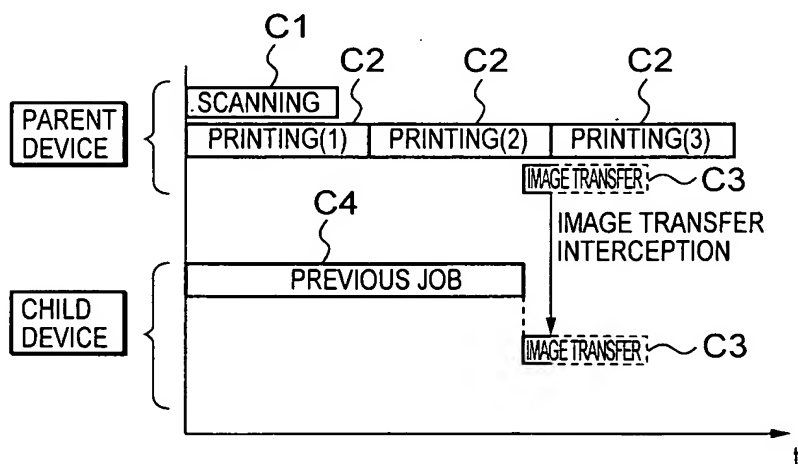 C1
C2
C2
C2
.SCANNING
PARENT
DEVICE
PRINTING(1)
PRINTING(2)
PRINTING(3)
IMAGE TRANSFER
C3
IMAGE TRANSFER
INTERCEPTION
C4
PREVIOUS JOB
CHILD
DEVICE
IMAGE TRANSFER
C3
t